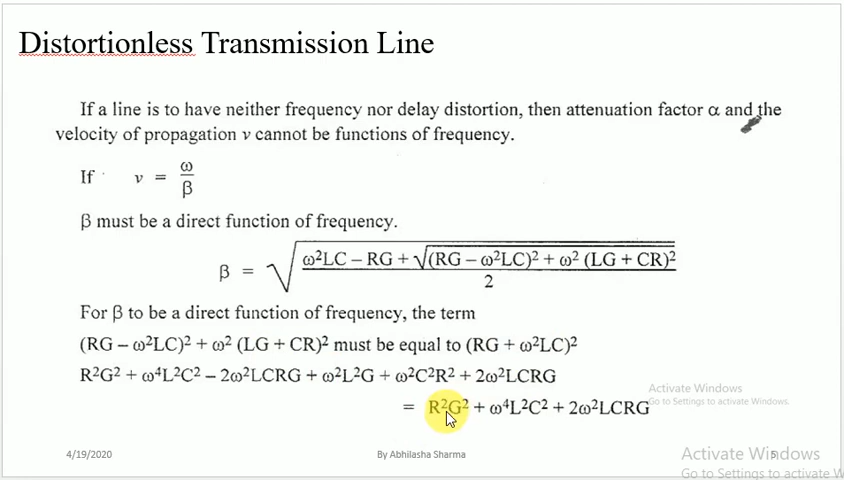 Distortionless Transmission Line
If a line is to have neither frequency nor delay distortion, then attenuation factor α and the
velocity of propagation v cannot be functions of frequency.
If v = ω/β
β must be a direct function of frequency.
β = √((ω²LC – RG + √((RG – ω²LC)² + ω² (LG + CR)²))/2)
For β to be a direct function of frequency, the term
(RG – ω²LC)² + ω² (LG + CR)² must be equal to (RG + ω²LC)²
R²G² + ω⁴L²C² – 2ω²LCRG + ω²L²G + ω²C²R² + 2ω²LCRG
= R²G² + ω⁴L²C² + 2ω²LCRG
Activate Windows
Go to Settings to activate Windows.
4/19/2020
By Abhilasha Sharma
5
Activate Windows
Go to Settings to activate W